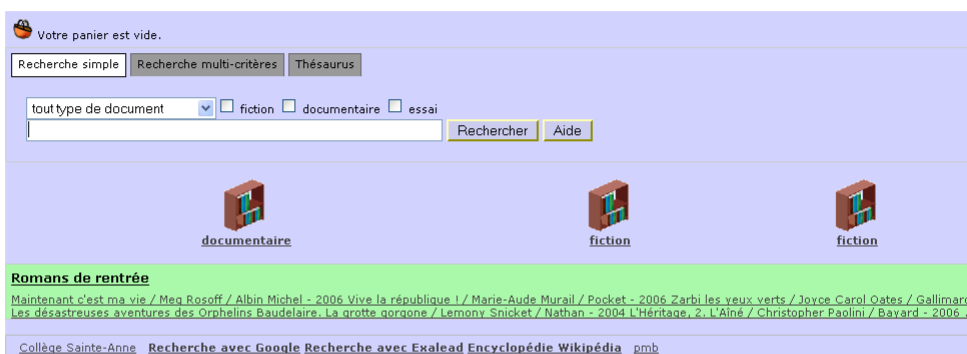 Votre panier est vide.
Recherche simple Recherche multi-critères Thésaurus
tout type de document fiction documentaire essai
Rechercher Aide
documentaire fiction fiction
Romans de rentrée
Maintenant c'est ma vie / Meg Rosoff / Albin Michel - 2006 Vive la république ! / Marie-Aude Murail / Pocket - 2006 Zarbi les yeux verts / Joyce Carol Oates / Gallimard
Les désastreuses aventures des Orphelins Baudelaire. La grotte gorgone / Lemony Snicket / Nathan - 2004 L'Héritage, 2. L'Aîné / Christopher Paolini / Bayard - 2006 /
Collège Sainte-Anne Recherche avec Google Recherche avec Exalead Encyclopédie Wikipédia pmb